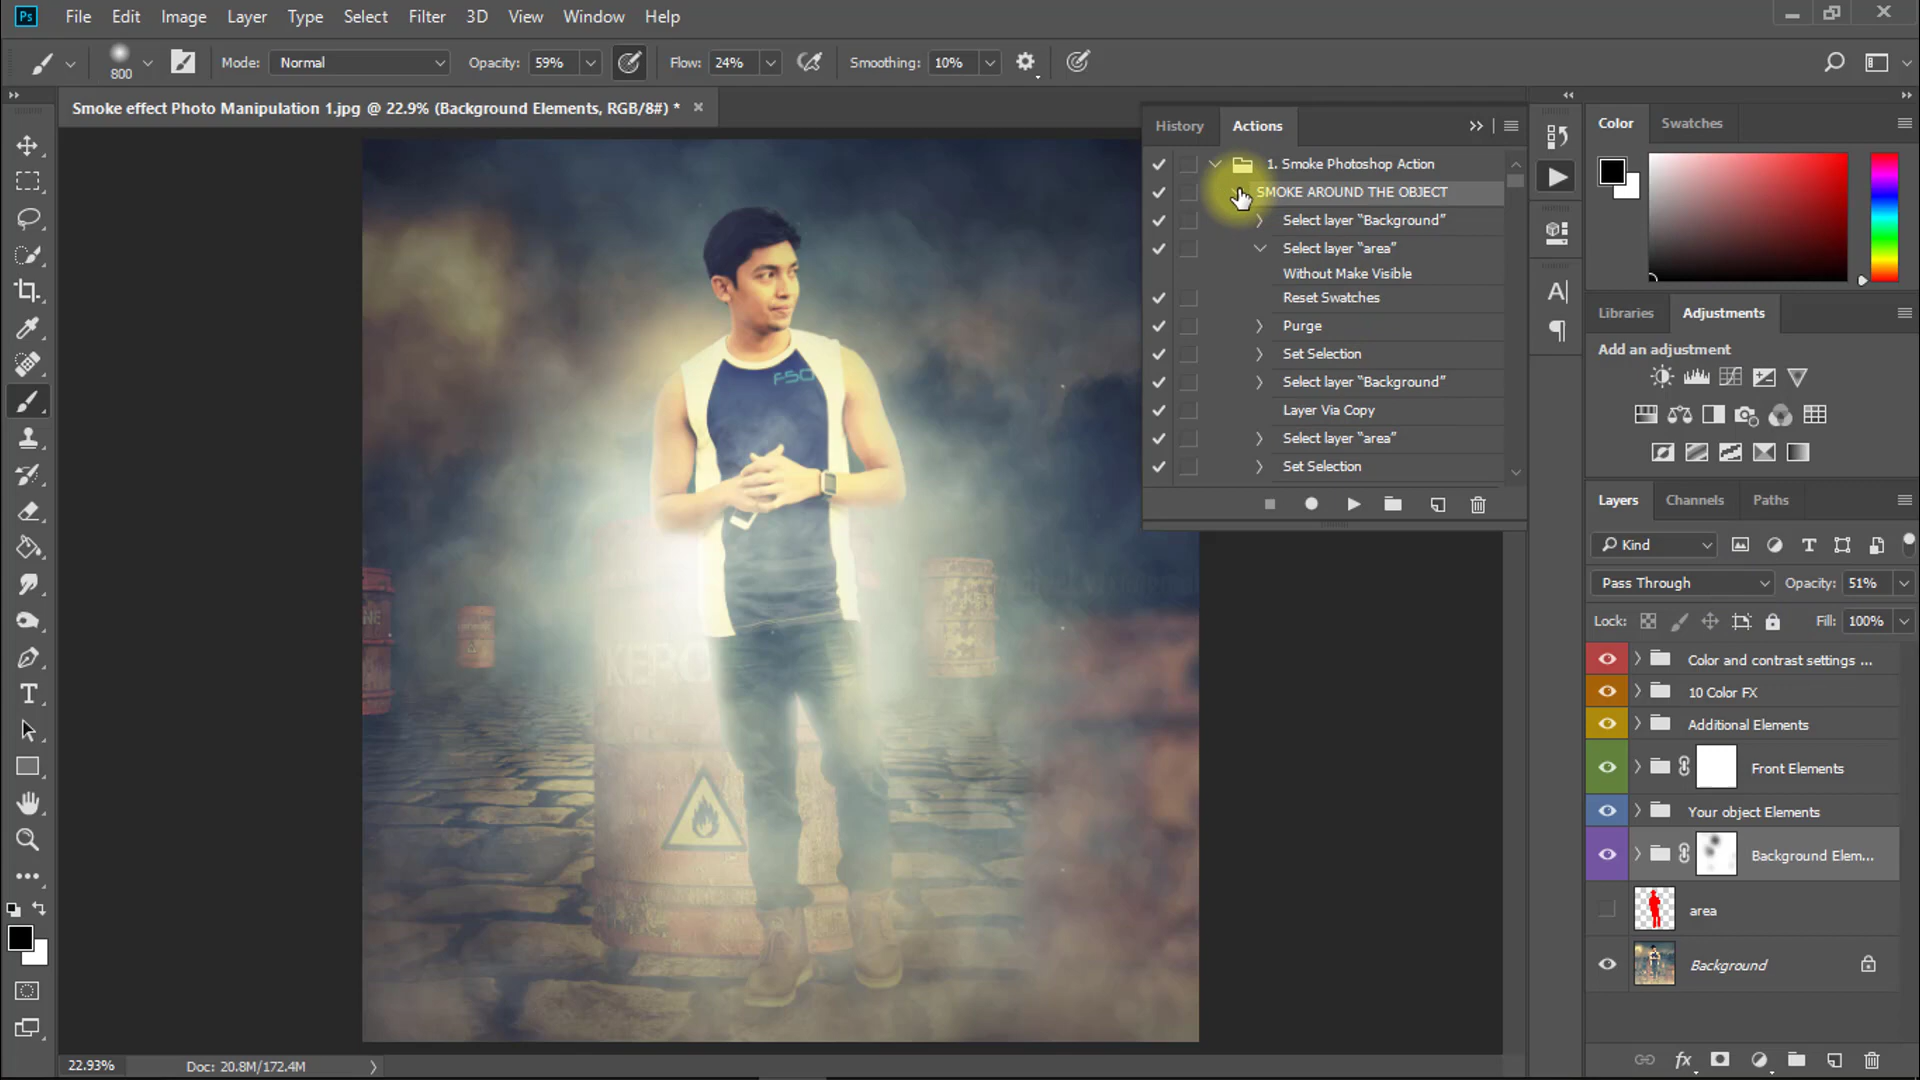 Ps File Edit Image Layer Type Select Filter 3D View Window Help
800 Mode: Normal Opacity: 59% Flow: 24% Smoothing: 10%
Smoke effect Photo Manipulation 1.jpg @ 22.9% (Background Elements, RGB/8#) *
History Actions
1. Smoke Photoshop Action
SMOKE AROUND THE OBJECT
Select layer "Background"
Select layer "area"
Without Make Visible
Reset Swatches
Purge
Set Selection
Select layer "Background"
Layer Via Copy
Select layer "area"
Set Selection
Color Swatches
Libraries Adjustments
Add an adjustment
Layers Channels Paths
Kind
Pass Through Opacity: 51%
Lock: Fill: 100%
Color and contrast settings ...
10 Color FX
Additional Elements
Front Elements
Your object Elements
Background Elem...
area
Background
FSO
KERO
22.93% Doc: 20.8M/172.4M